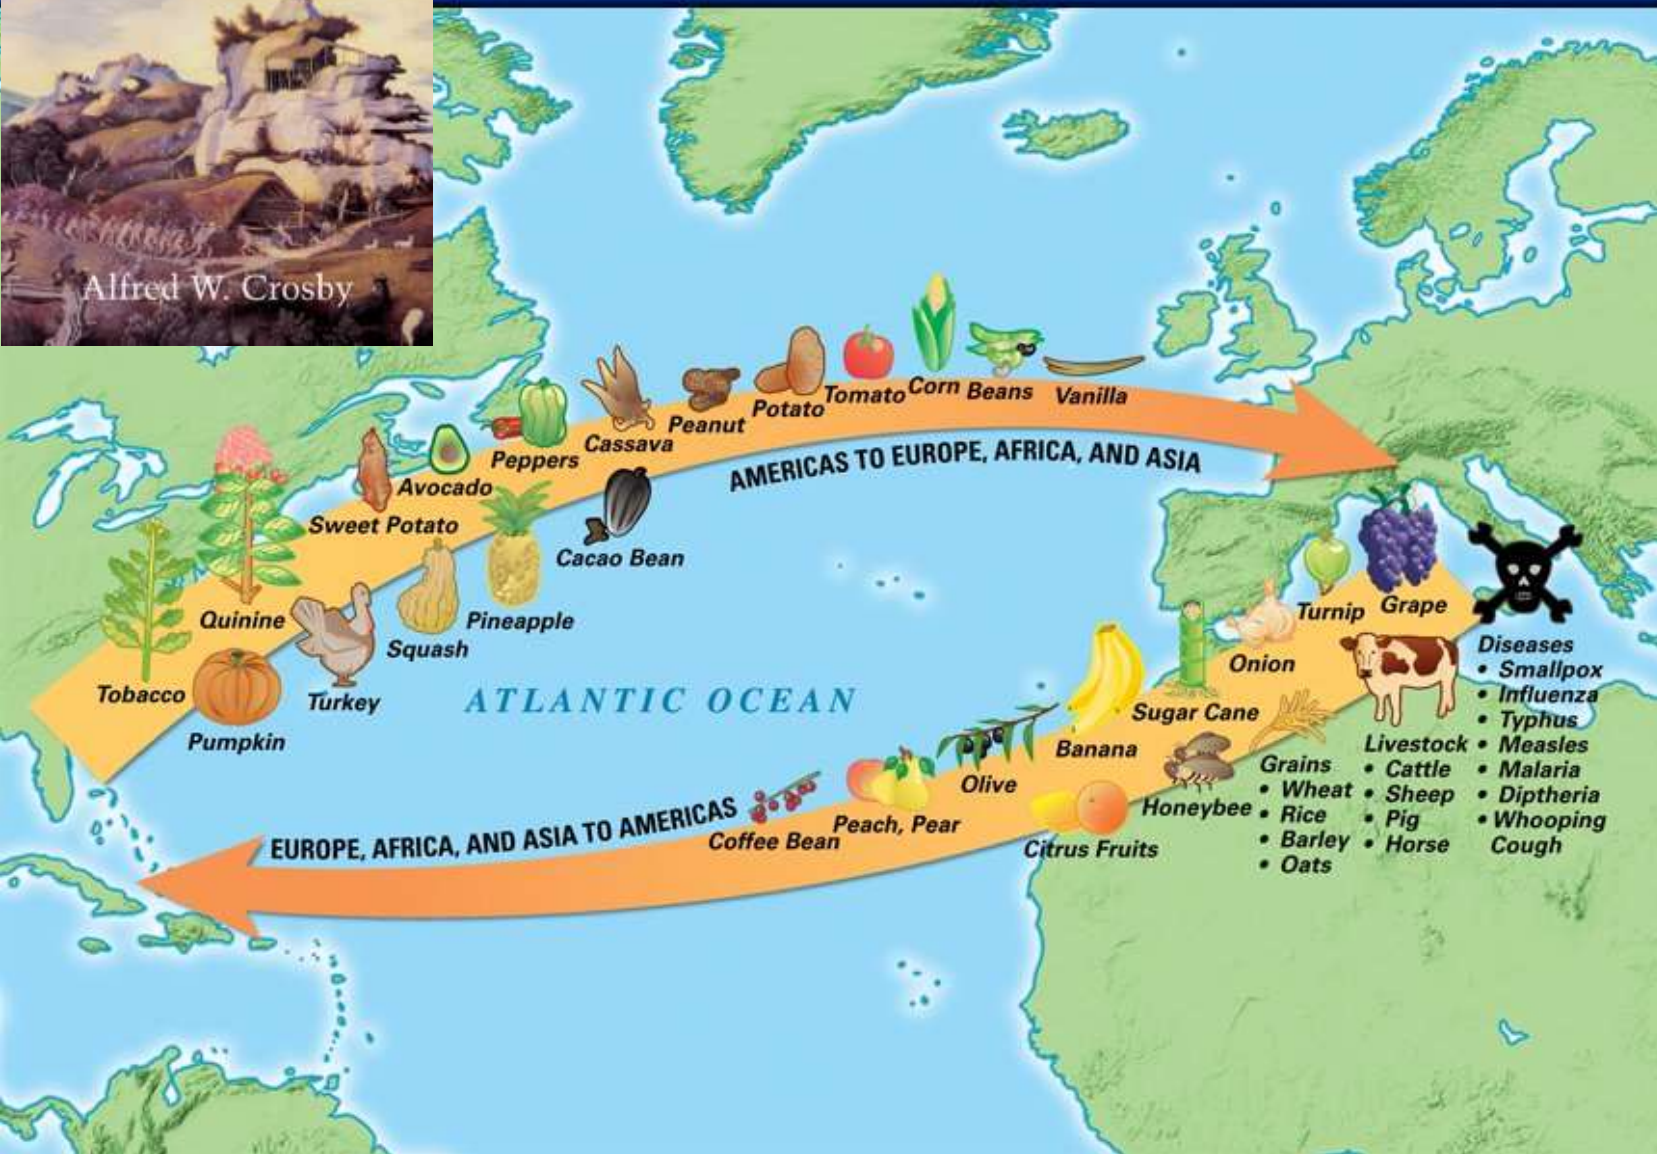 Alfred W. Crosby
Tobacco
Quinine
Pumpkin
Turkey
Sweet Potato
Avocado
Squash
Pineapple
Peppers
Cassava
Cacao Bean
Peanut
Potato
Tomato
Corn
Beans
Vanilla
AMERICAS TO EUROPE, AFRICA, AND ASIA
ATLANTIC OCEAN
EUROPE, AFRICA, AND ASIA TO AMERICAS
Coffee Bean
Peach, Pear
Olive
Citrus Fruits
Banana
Sugar Cane
Honeybee
Onion
Turnip
Grape
Grains
• Wheat
• Rice
• Barley
• Oats
Livestock
• Cattle
• Sheep
• Pig
• Horse
Diseases
• Smallpox
• Influenza
• Typhus
• Measles
• Malaria
• Diptheria
• Whooping
Cough